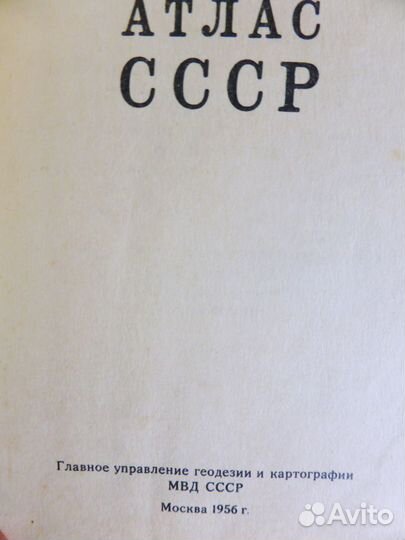 АТЛАС
СССР
Главное управление геодезии и картографии
МВД СССР
Москва 1956 г.
Avito